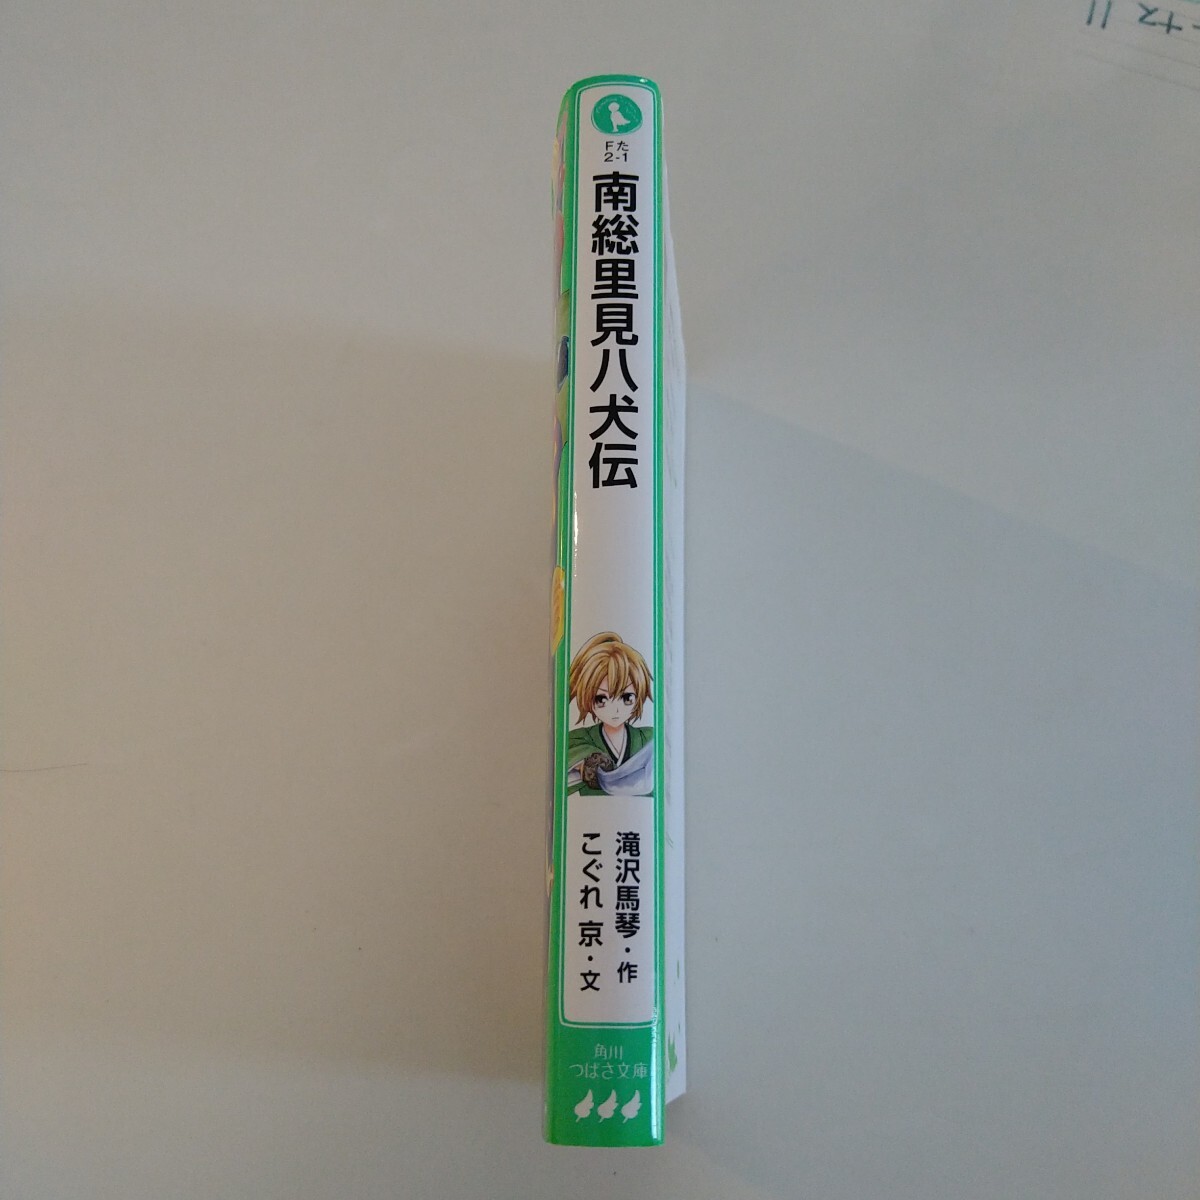 Fた
2-1
南総里見八犬伝
滝沢馬琴・作
こぐれ 京・文
角川
つばさ文庫